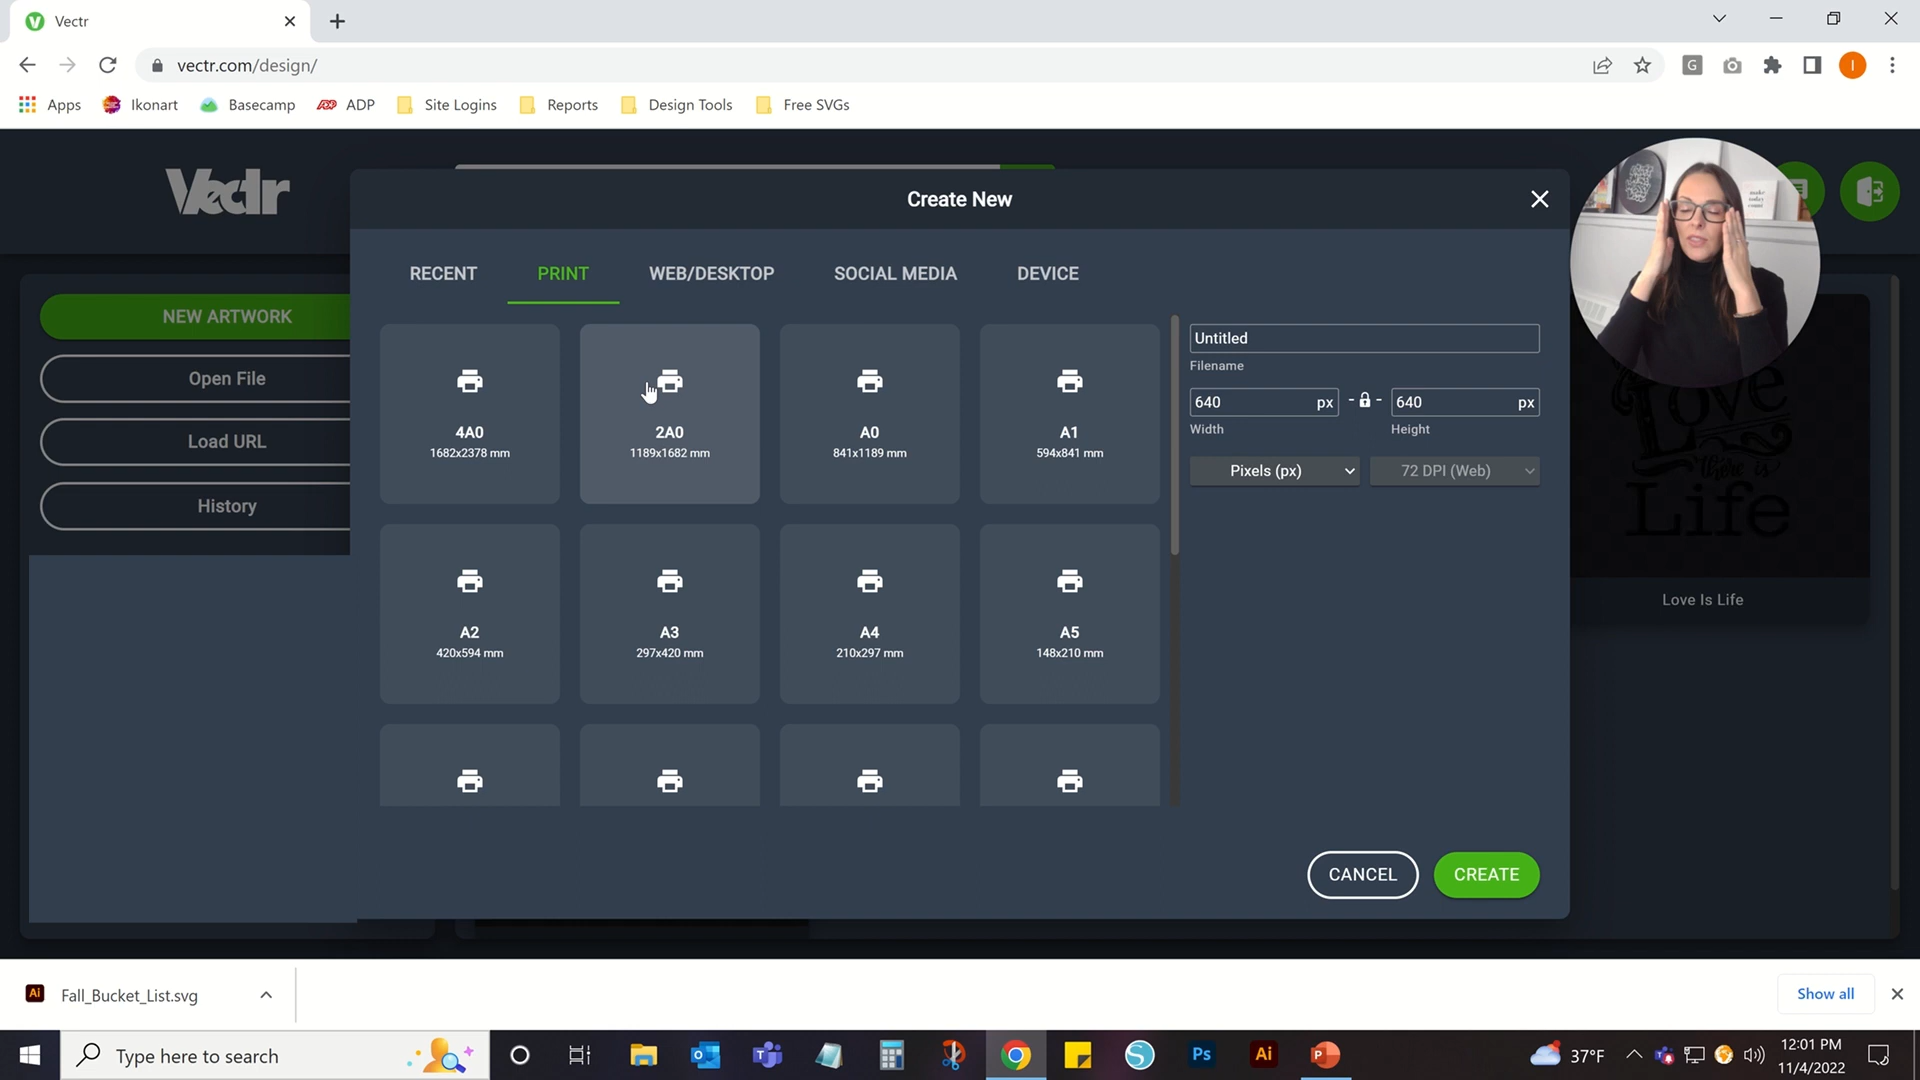 Vectr
vectr.com/design/
Apps
Ikonart
Basecamp
ADP
Site Logins
Reports
Design Tools
Free SVGs
Vectr
Create New
RECENT
PRINT
WEB/DESKTOP
SOCIAL MEDIA
DEVICE
NEW ARTWORK
Open File
Load URL
History
4A0
1682x2378 mm
2A0
1189x1682 mm
A0
841x1189 mm
A1
594x841 mm
A2
420x594 mm
A3
297x420 mm
A4
210x297 mm
A5
148x210 mm
Untitled
Filename
640 px
640 px
Width
Height
Pixels (px)
72 DPI (Web)
CANCEL
CREATE
Love
there is
Life
Love Is Life
Fall_Bucket_List.svg
Show all
Type here to search
37°F
12:01 PM
11/4/2022